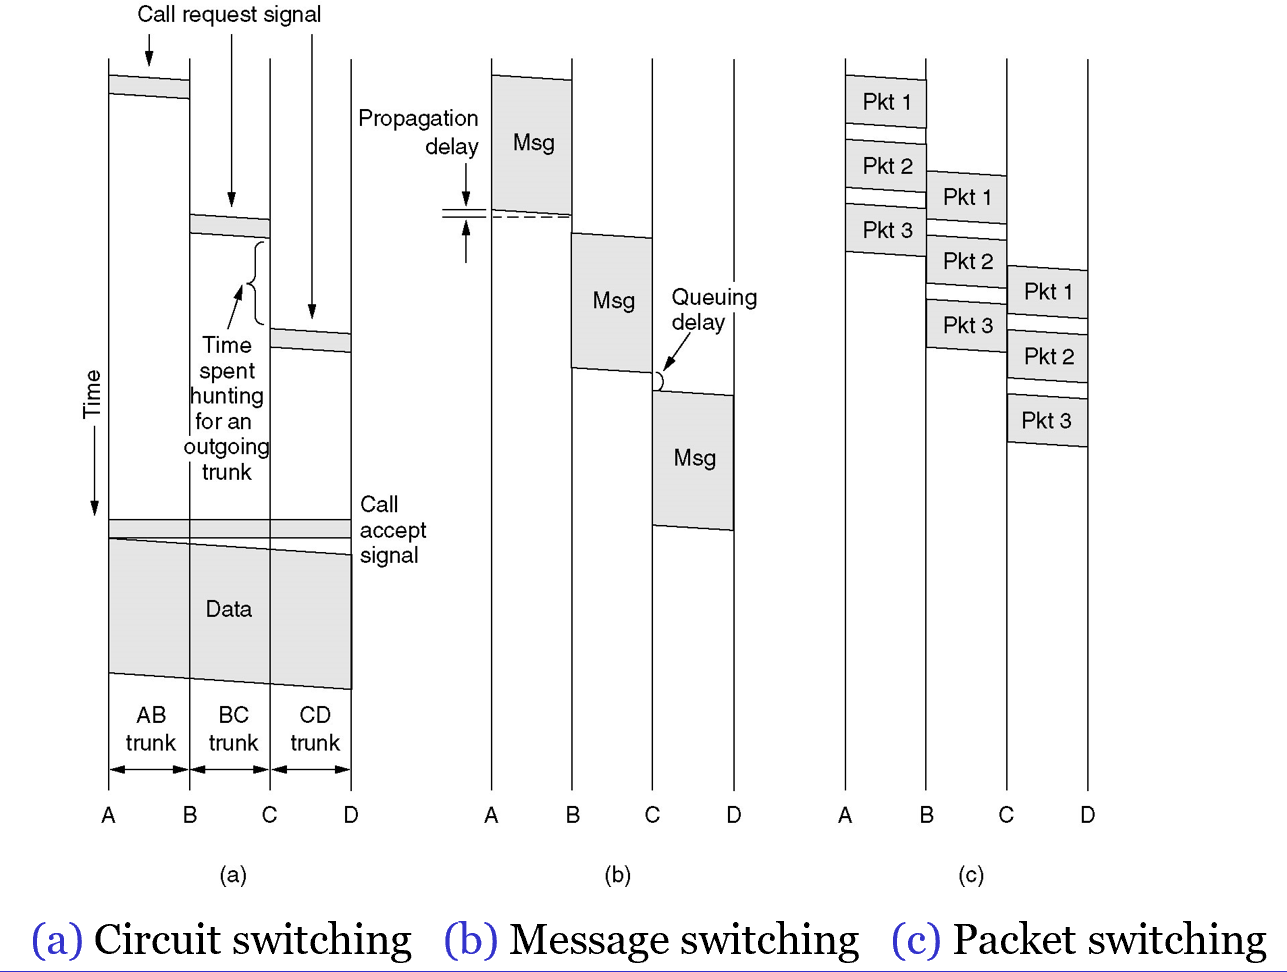 Call request signal
Time
Time
spent
hunting
for an
outgoing
trunk
Call
accept
signal
Data
AB
trunk
BC
trunk
CD
trunk
A
B
C
D
(a)
Propagation
delay
Msg
Msg
Queuing
delay
Msg
A
B
C
D
(b)
Pkt 1
Pkt 2
Pkt 3
Pkt 1
Pkt 2
Pkt 3
Pkt 1
Pkt 2
Pkt 3
A
B
C
D
(c)
(a) Circuit switching (b) Message switching (c) Packet switching